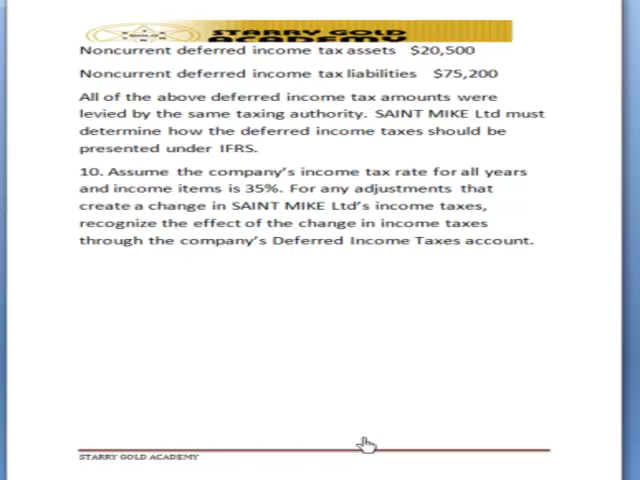 STARRY GOLD
ACADEMY
Noncurrent deferred income tax assets $20,500
Noncurrent deferred income tax liabilities $75,200
All of the above deferred income tax amounts were
levied by the same taxing authority. SAINT MIKE Ltd must
determine how the deferred income taxes should be
presented under IFRS.
10. Assume the company's income tax rate for all years
and income items is 35%. For any adjustments that
create a change in SAINT MIKE Ltd's income taxes,
recognize the effect of the change in income taxes
through the company's Deferred Income Taxes account.
STARRY GOLD ACADEMY